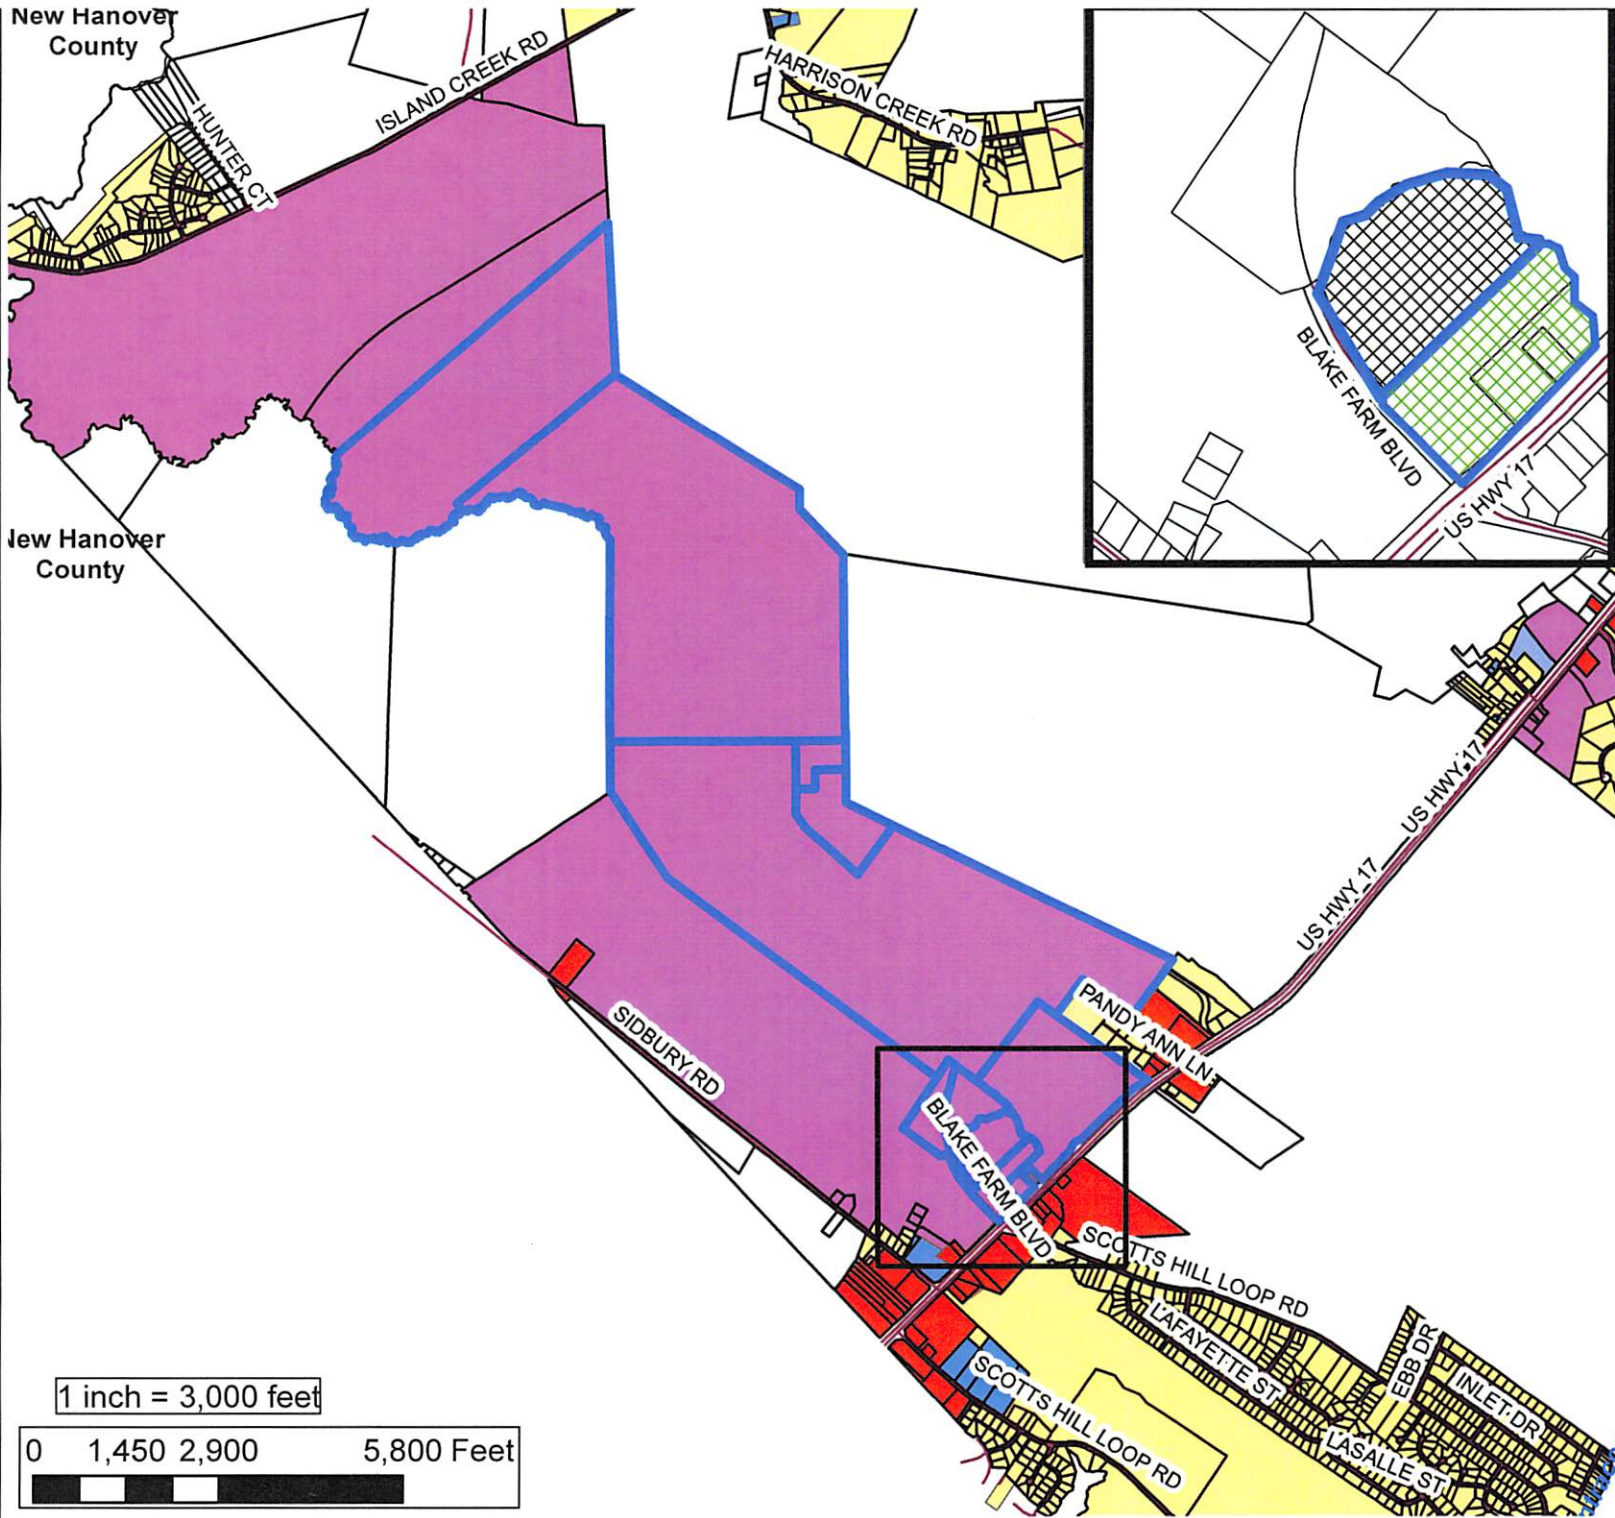 New Hanover
County
ISLAND CREEK RD
HUNTER CT
HARRISON CREEK RD
BLAKE FARM BLVD
US HWY 17
New Hanover
County
US HWY 17
US HWY 17
PANDY ANN LN
SIDBURY RD
BLAKE FARM BLVD
SCOTTS HILL LOOP RD
LAFAYETTE ST
EBB DR
INLET DR
LASALLE ST
SCOTTS HILL LOOP RD
1 inch = 3,000 feet
0 1,450 2,900 5,800 Feet